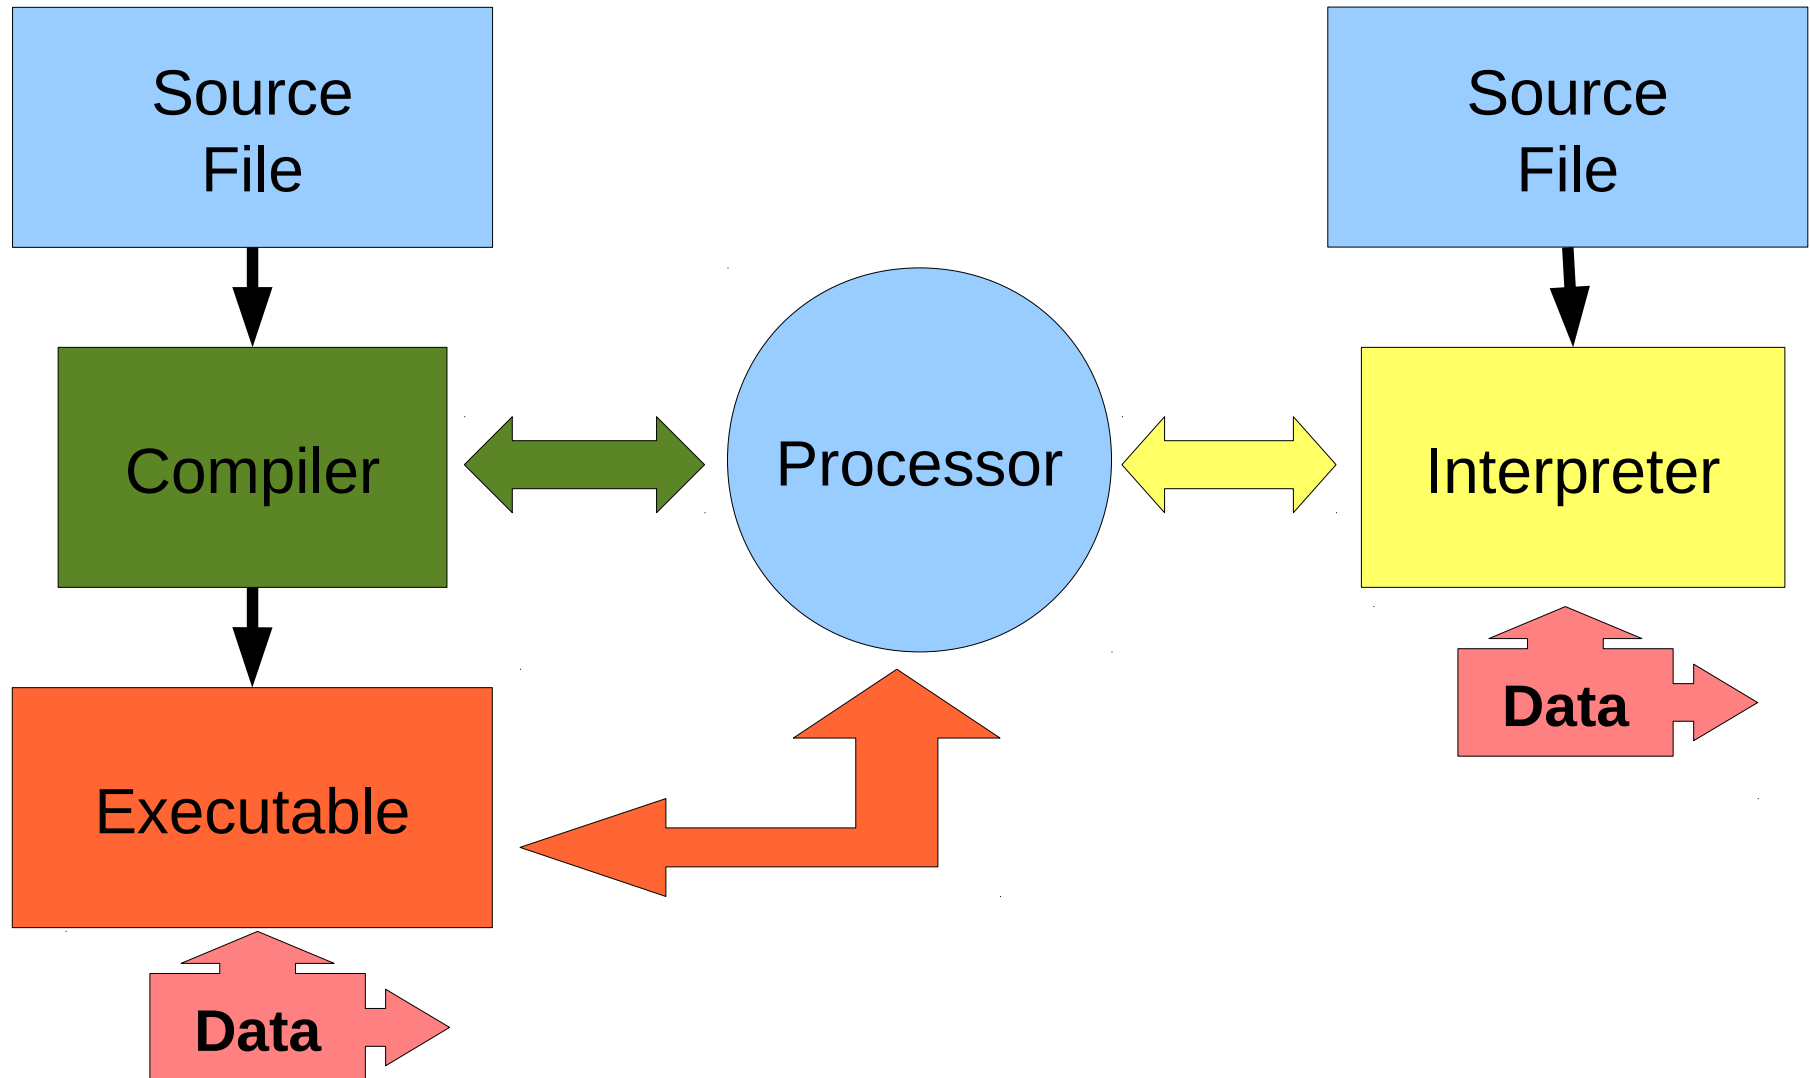 Source
File
Source
File
Compiler
Processor
Interpreter
Data
Executable
Data